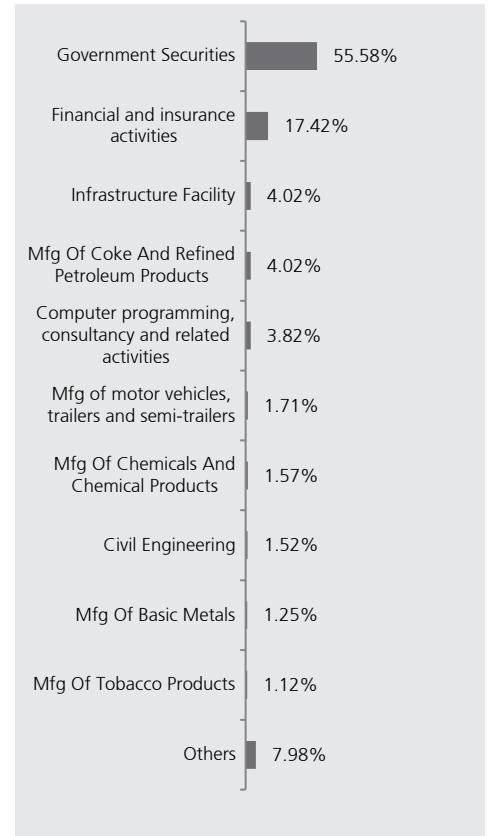 Government Securities 55.58%
Financial and insurance
activities 17.42%
Infrastructure Facility 4.02%
Mfg Of Coke And Refined
Petroleum Products 4.02%
Computer programming,
consultancy and related
activities 3.82%
Mfg of motor vehicles,
trailers and semi-trailers 1.71%
Mfg Of Chemicals And
Chemical Products 1.57%
Civil Engineering 1.52%
Mfg Of Basic Metals 1.25%
Mfg Of Tobacco Products 1.12%
Others 7.98%